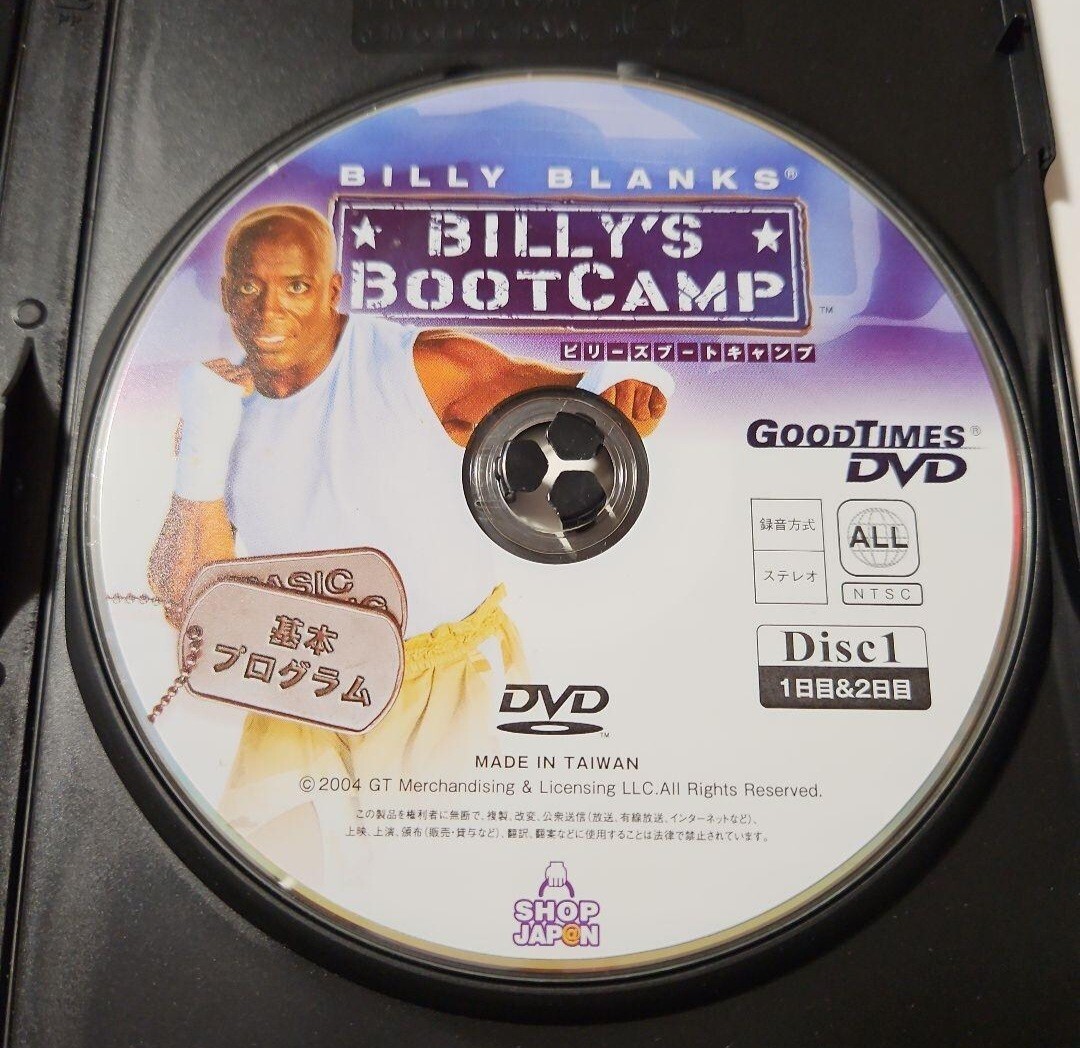 BILLY BLANKS®
★ BILLY'S ★
BOOTCAMP™
ビリーズブートキャンプ
GOODTIMES®
DVD
録音方式
ステレオ
ALL
NTSC
BASIC
基本
プログラム
Disc1
1日目&2日目
DVD™
MADE IN TAIWAN
©2004 GT Merchandising & Licensing LLC.All Rights Reserved.
この製品を権利者に無断で、複製、改変、公衆送信(放送、有線放送、インターネットなど)、
上映、上演、頒布(販売・貸与など)、翻訳、翻案などに使用することは法律で禁止されています。
SHOP
JAP@N